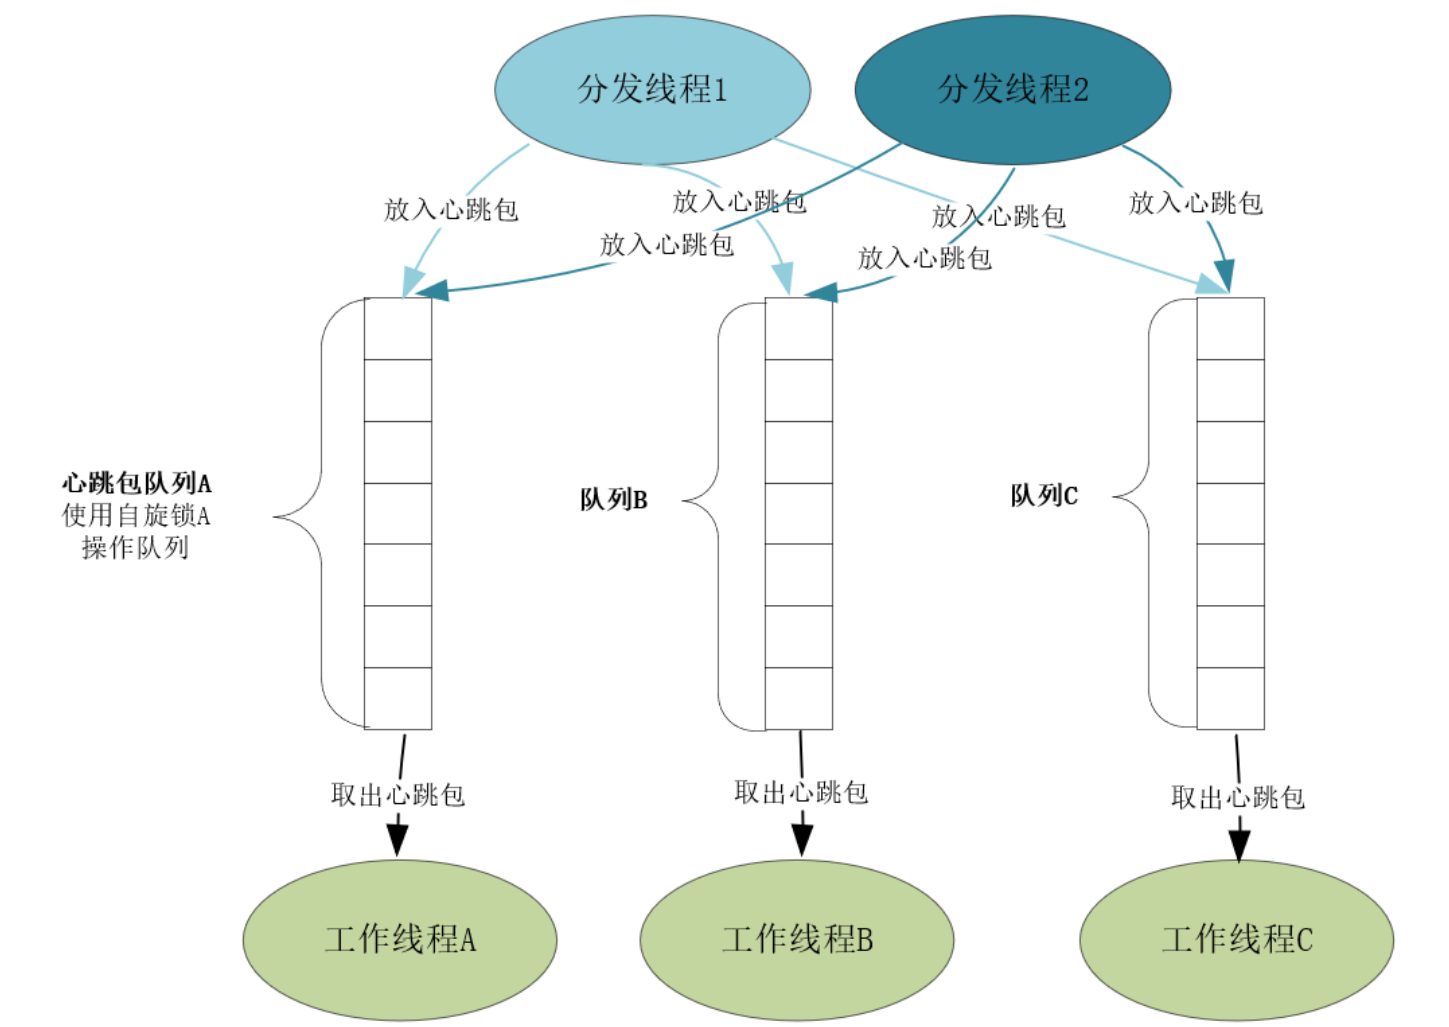 分发线程1
分发线程2
放入心跳包
放入心跳包
放入心跳包
放入心跳包
放入心跳包
放入心跳包
心跳包队列A
使用自旋锁A
操作队列
队列B
队列C
取出心跳包
取出心跳包
取出心跳包
工作线程A
工作线程B
工作线程C